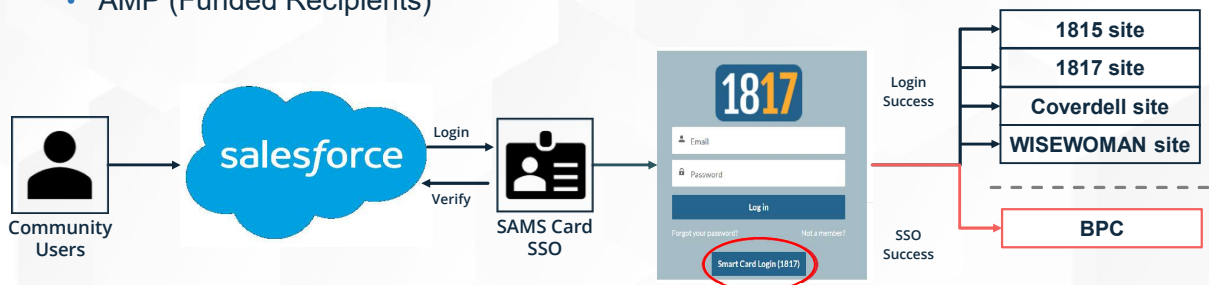 • AMP (Funded Recipients)
Community
Users
salesforce
Login
Verify
SAMS Card
SSO
1817
Email
Password
Log in
Forgot your password?
Not a member?
Smart Card Login (1817)
Login
Success
SSO
Success
1815 site
1817 site
Coverdell site
WISEWOMAN site
BPC